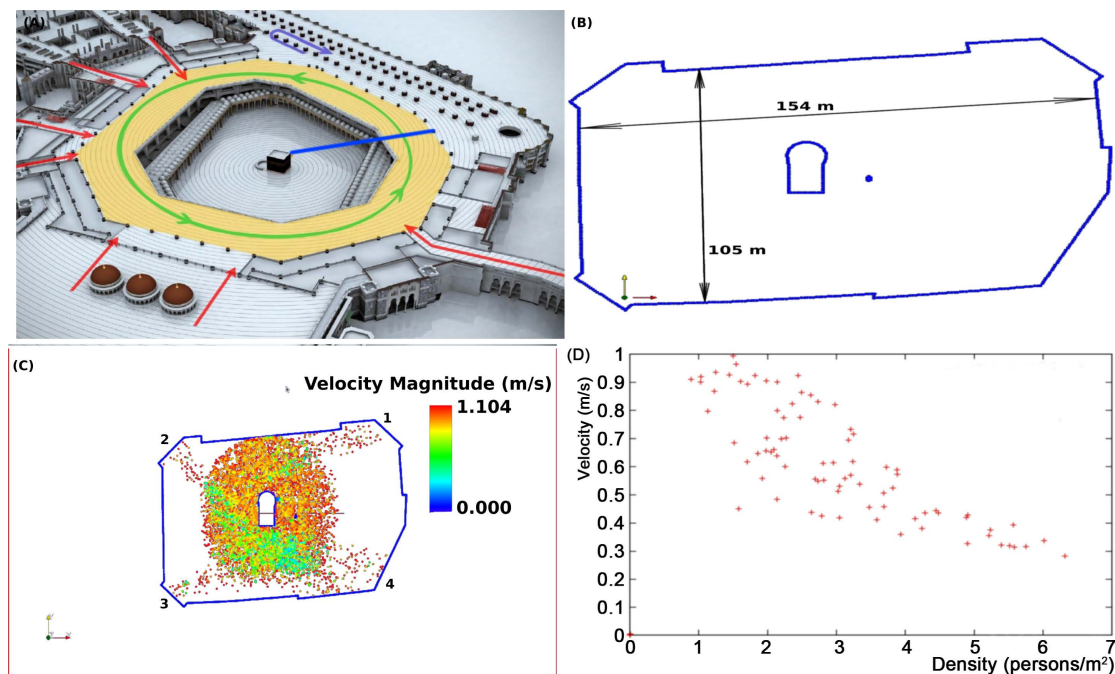 (A)
(B)
154 m
105 m
(C)
Velocity Magnitude (m/s)
1.104
0.000
1
2
3
4
(D)
Velocity (m/s)
1
0.9
0.8
0.7
0.6
0.5
0.4
0.3
0.2
0.1
0
0 1 2 3 4 5 6 7
Density (persons/m²)